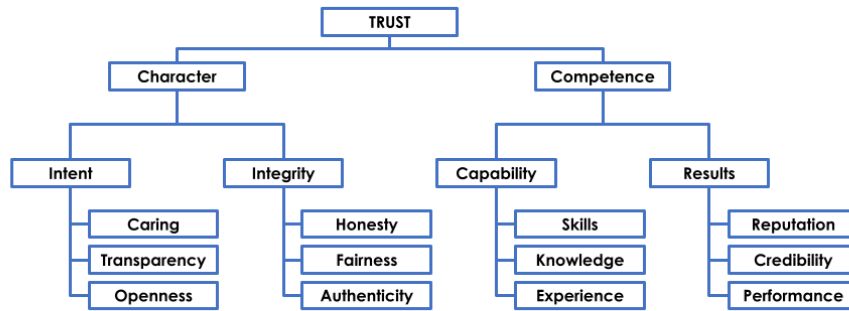 TRUST
Character
Competence
Intent
Integrity
Capability
Results
Caring
Honesty
Skills
Reputation
Transparency
Fairness
Knowledge
Credibility
Openness
Authenticity
Experience
Performance